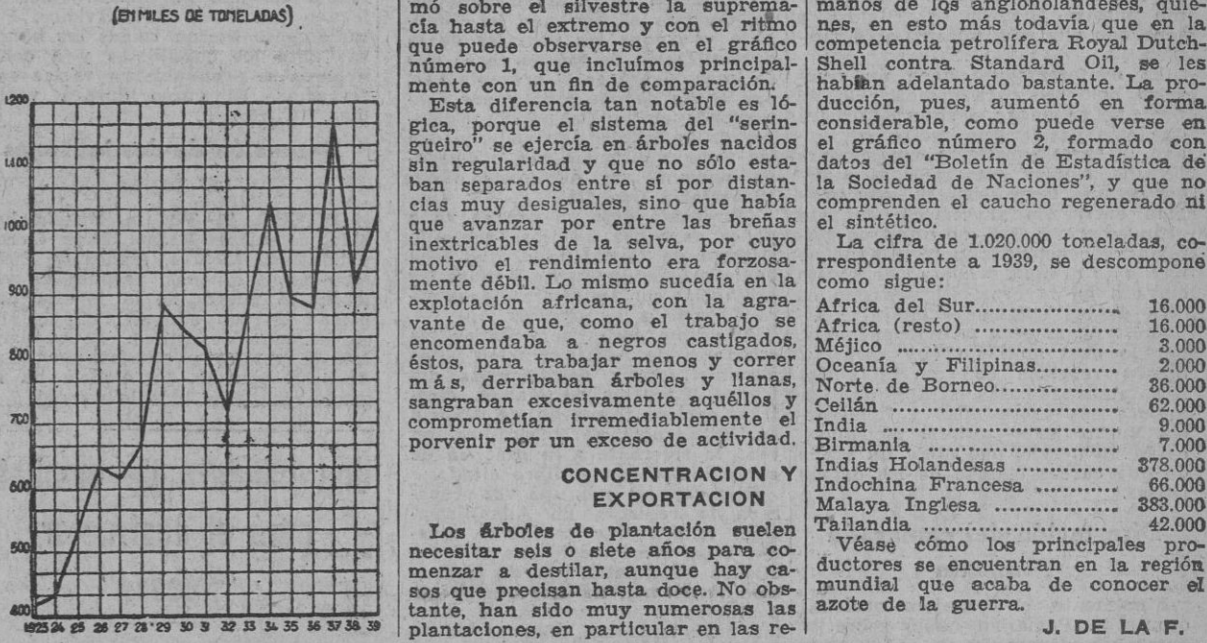 (EN MILES DE TONELADAS)
1200
1100
1000
900
800
700
600
500
400
1923 24 25 26 27 28 29 30 31 32 33 34 35 36 37 38 39
mó sobre el silvestre la suprema-
cía hasta el extremo y con el ritmo
que puede observarse en el gráfico
número 1, que incluímos principal-
mente con un fin de comparación.
Esta diferencia tan notable es ló-
gica, porque el sistema del "serin-
gueiro" se ejercía en árboles nacidos
sin regularidad y que no sólo esta-
ban separados entre sí por distan-
cias muy desiguales, sino que había
que avanzar por entre las breñas
inextricables de la selva, por cuyo
motivo el rendimiento era forzosa-
mente débil. Lo mismo sucedía en la
explotación africana, con la agra-
vante de que, como el trabajo se
encomendaba a negros castigados,
éstos, para trabajar menos y correr
más, derribaban árboles y lianas,
sangraban excesivamente aquéllos y
comprometían irremediablemente el
porvenir por un exceso de actividad.
CONCENTRACION Y
EXPORTACION
Los árboles de plantación suelen
necesitar seis o siete años para co-
menzar a destilar, aunque hay ca-
sos que precisan hasta doce. No obs-
tante, han sido muy numerosas las
plantaciones, en particular en las re-
manos de los angloholandeses, quie-
nes, en esto más todavía que en la
competencia petrolífera Royal Dutch-
Shell contra Standard Oil, se les
habían adelantado bastante. La pro-
ducción, pues, aumentó en forma
considerable, como puede verse en
el gráfico número 2, formado con
datos del "Boletín de Estadística de
la Sociedad de Naciones", y que no
comprenden el caucho regenerado ni
el sintético.
La cifra de 1.020.000 toneladas, co-
rrespondiente a 1939, se descompone
como sigue:
Africa del Sur.................... 16.000
Africa (resto) .................... 16.000
Méjico ............................... 3.000
Oceanía y Filipinas............ 2.000
Norte de Borneo................. 36.000
Ceilán ................................ 62.000
India .................................. 9.000
Birmania ............................ 7.000
Indias Holandesas .............. 378.000
Indochina Francesa ............ 66.000
Malaya Inglesa .................. 383.000
Tailandia ........................... 42.000
Véase cómo los principales pro-
ductores se encuentran en la región
mundial que acaba de conocer el
azote de la guerra.
J. DE LA F.